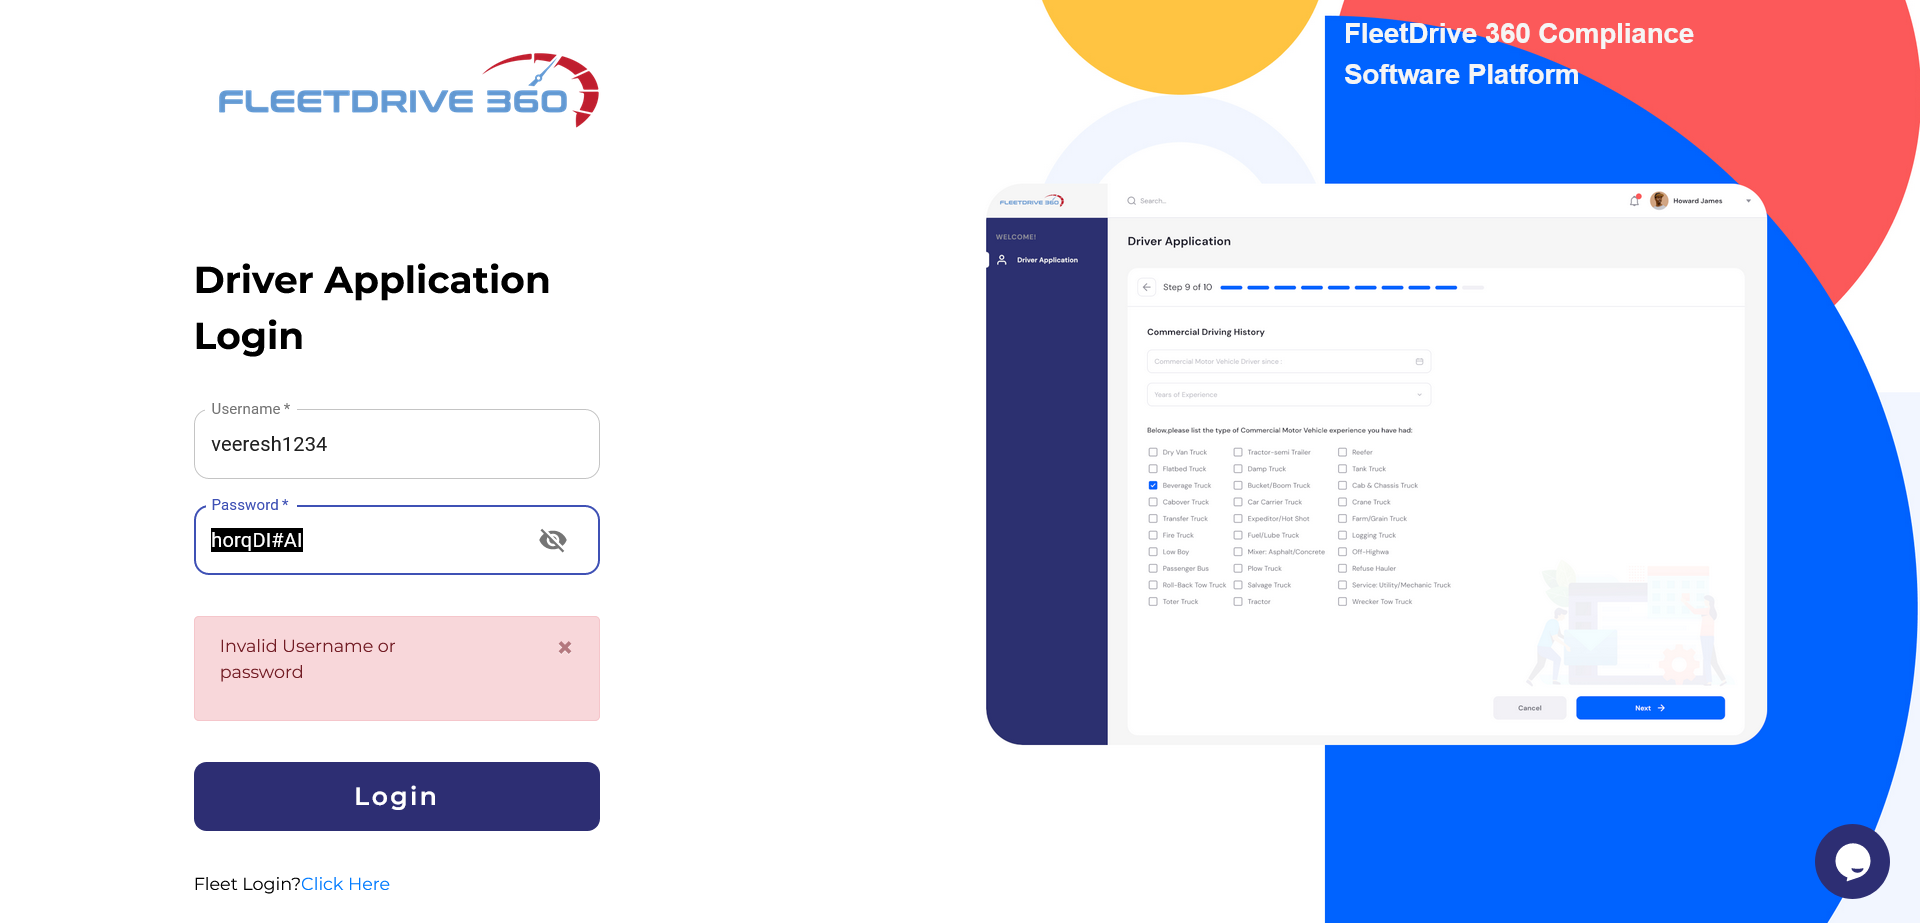 FLEETDRIVE 360
Driver Application
Login
Username *
veeresh1234
Password *
horqDI#AI
Invalid Username or
password
×
Login
Fleet Login?Click Here
FleetDrive 360 Compliance
Software Platform
FLEETDRIVE 360
Search..
Howard James
WELCOME!
Driver Application
Driver Application
Step 9 of 10
Commercial Driving History
Commercial Motor Vehicle Driver since :
Years of Experience
Below,please list the type of Commercial Motor Vehicle experience you have had:
Dry Van Truck Tractor-semi Trailer Reefer
Flatbed Truck Damp Truck Tank Truck
Beverage Truck Bucket/Boom Truck Cab & Chassis Truck
Cabover Truck Car Carrier Truck Crane Truck
Transfer Truck Expeditor/Hot Shot Farm/Grain Truck
Fire Truck Fuel/Lube Truck Logging Truck
Low Boy Mixer: Asphalt/Concrete Off-Highwa
Passenger Bus Plow Truck Refuse Hauler
Roll-Back Tow Truck Salvage Truck Service: Utility/Mechanic Truck
Toter Truck Tractor Wrecker Tow Truck
Cancel Next →